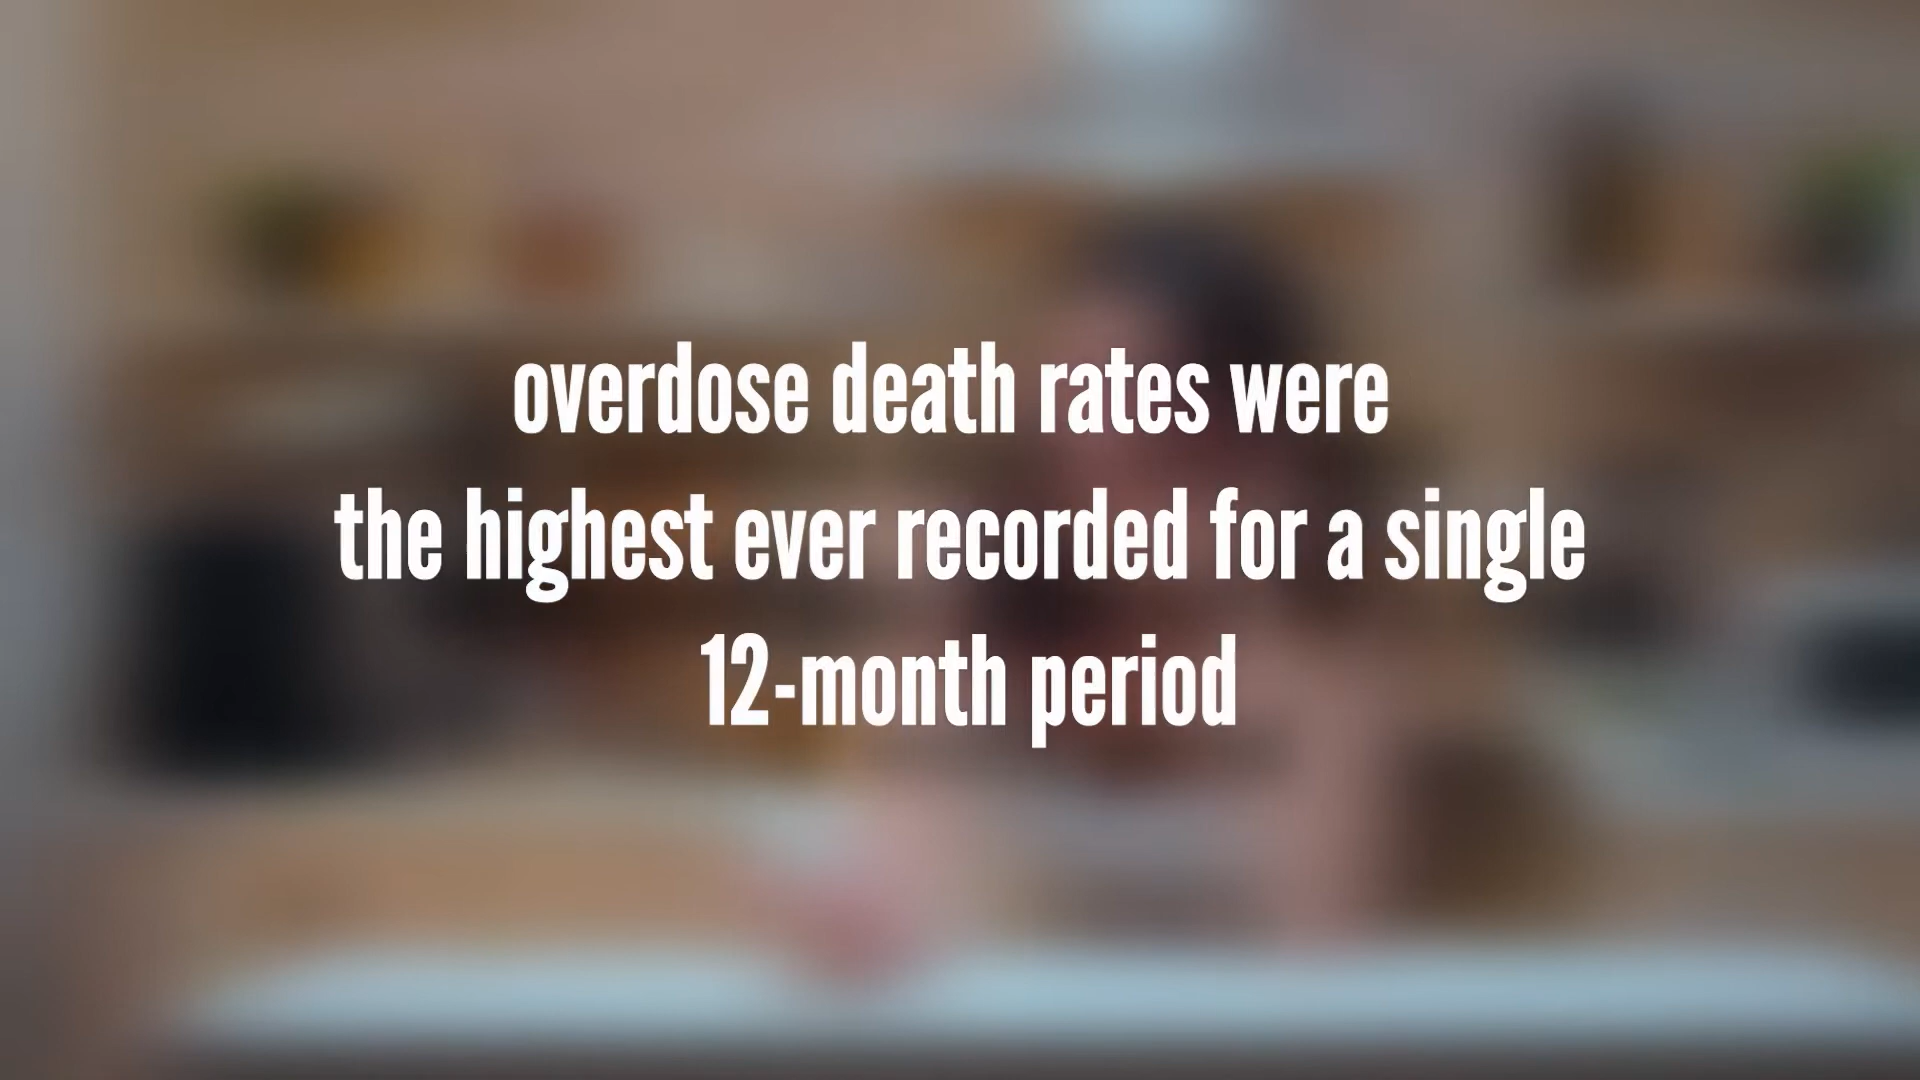 overdose death rates were
the highest ever recorded for a single
12-month period